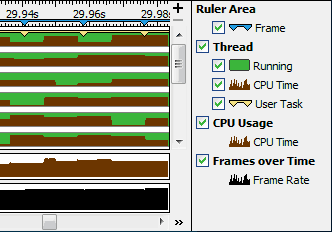 29.94s 29.96s 29.98s
Ruler Area
Frame
Thread
Running
CPU Time
User Task
CPU Usage
CPU Time
Frames over Time
Frame Rate